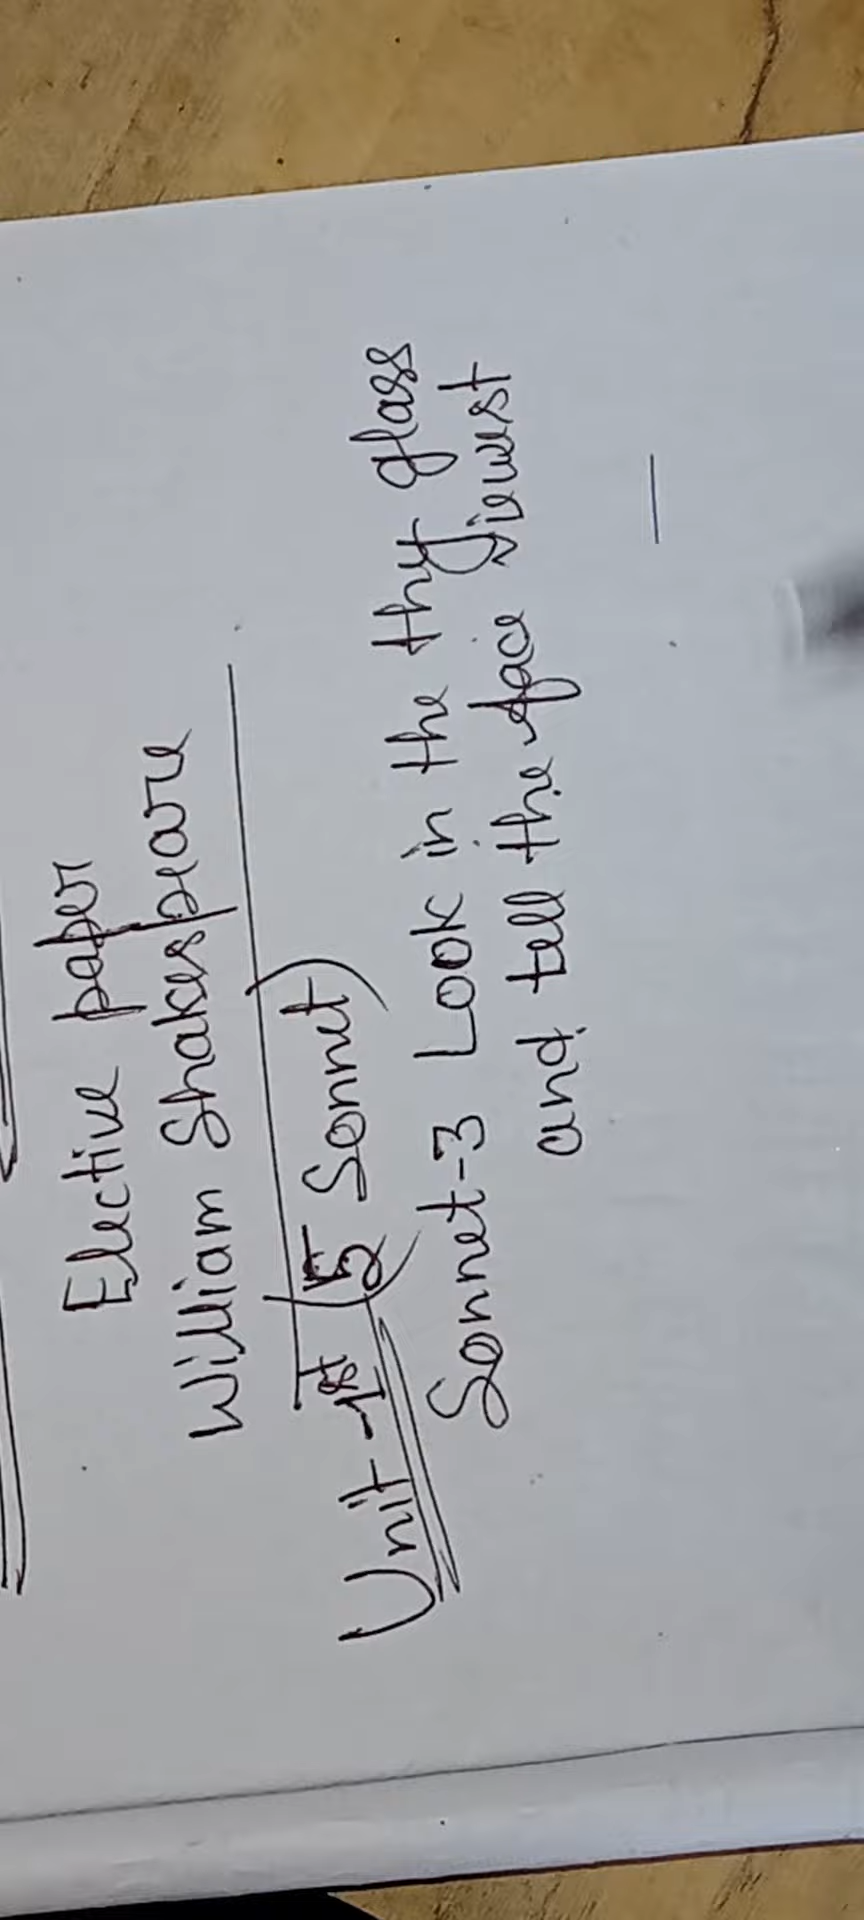 Elective paper
William Shakespeare
Unit-1st (5 Sonnet)
Sonnet-3 Look in the thy glass
and tell the face viewest